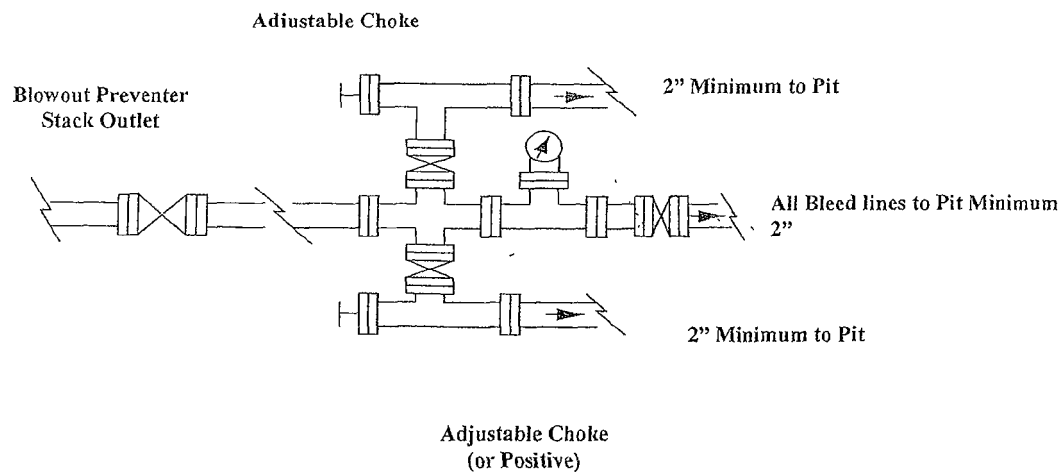 Adiustable Choke
2" Minimum to Pit
Blowout Preventer
Stack Outlet
All Bleed lines to Pit Minimum
2"
2" Minimum to Pit
Adjustable Choke
(or Positive)